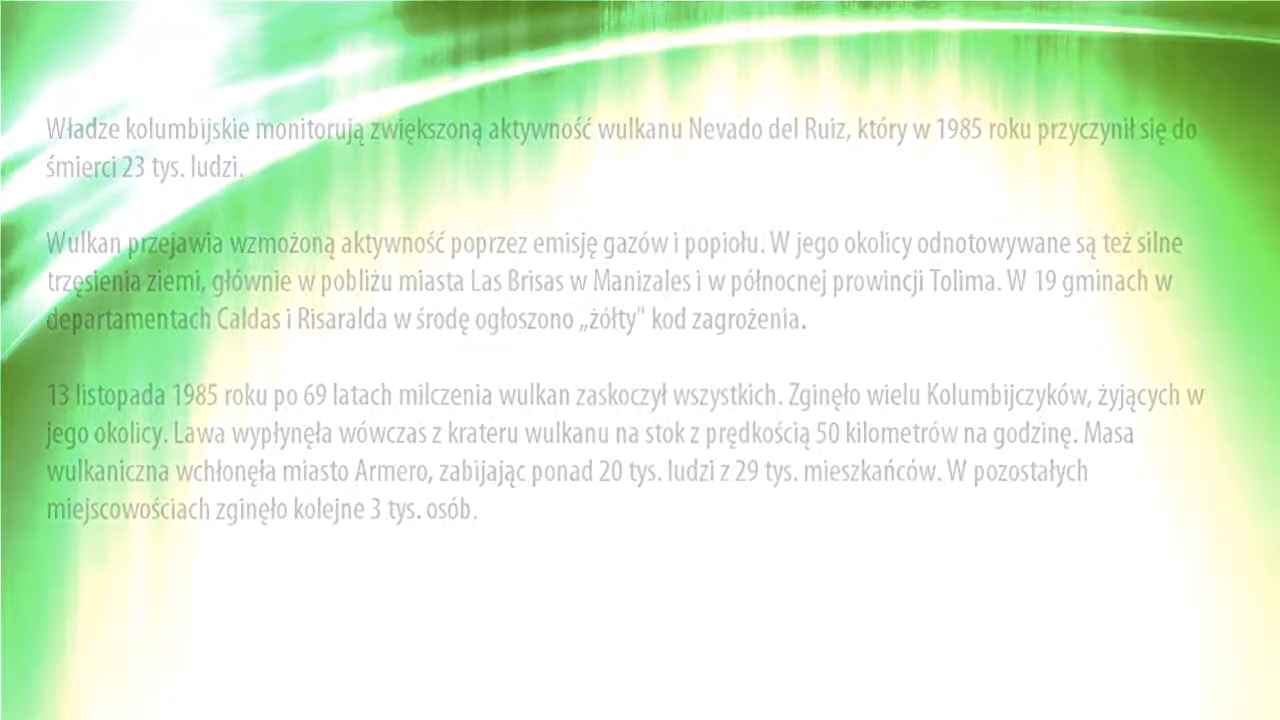 Władze kolumbijskie monitorują zwiększoną aktywność wulkanu Nevado del Ruiz, który w 1985 roku przyczynił się do
śmierci 23 tys. ludzi.
Wulkan przejawia wzmożoną aktywność poprzez emisję gazów i popiołu. W jego okolicy odnotowywane są też silne
trzęsienia ziemi, głównie w pobliżu miasta Las Brisas w Manizales i w północnej prowincji Tolima. W 19 gminach w
departamentach Caldas i Risaralda w środę ogłoszono „żółty" kod zagrożenia.
13 listopada 1985 roku po 69 latach milczenia wulkan zaskoczył wszystkich. Zginęło wielu Kolumbijczyków, żyjących w
jego okolicy. Lawa wypłynęła wówczas z krateru wulkanu na stok z prędkością 50 kilometrów na godzinę. Masa
wulkaniczna wchłonęła miasto Armero, zabijając ponad 20 tys. ludzi z 29 tys. mieszkańców. W pozostałych
miejscowościach zginęło kolejne 3 tys. osób.